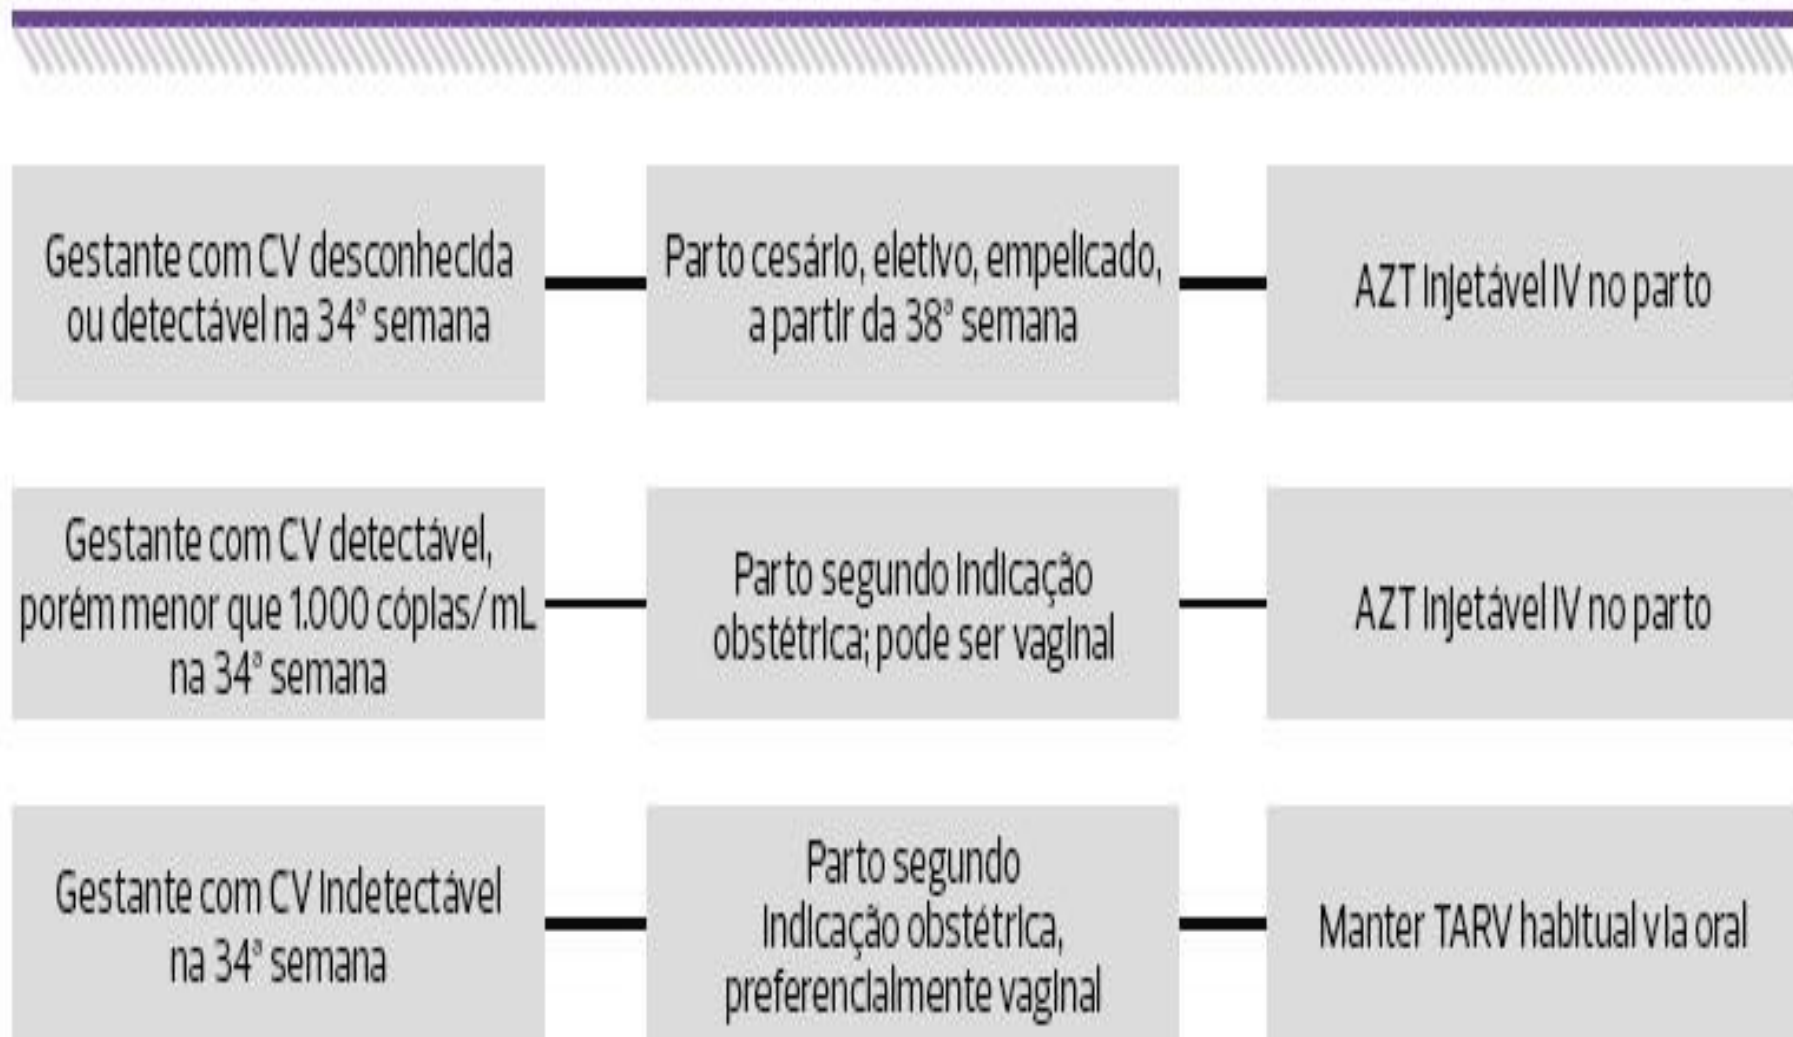 Gestante com CV desconhecida
ou detectável na 34ª semana
Parto cesário, eletivo, empelicado,
a partir da 38ª semana
AZT Injetável IV no parto
Gestante com CV detectável,
porém menor que 1.000 cópias/mL
na 34ª semana
Parto segundo Indicação
obstétrica; pode ser vaginal
AZT Injetável IV no parto
Gestante com CV Indetectável
na 34ª semana
Parto segundo
Indicação obstétrica,
preferencialmente vaginal
Manter TARV habitual via oral